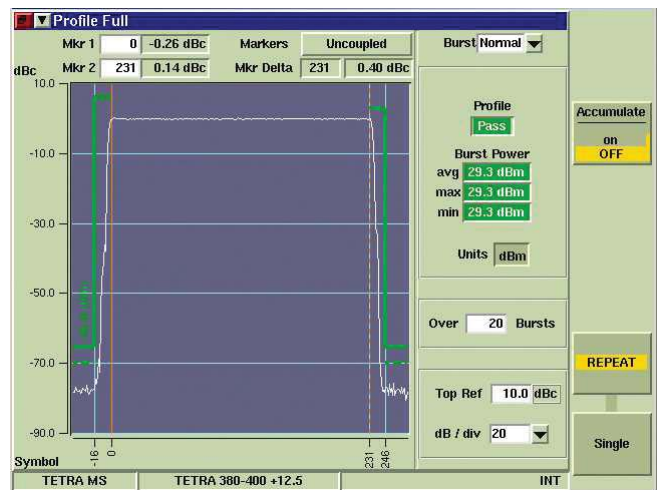 Profile Full
Mkr 1 0 -0.26 dBc Markers Uncoupled Burst Normal
dBc Mkr 2 231 0.14 dBc Mkr Delta 231 0.40 dBc
10.0
-10.0
-30.0
-50.0
-70.0
-90.0
Symbol -16 0 231 246
Profile
Pass
Burst Power
avg 29.3 dBm
max 29.3 dBm
min 29.3 dBm
Units dBm
Over 20 Bursts
Top Ref 10.0 dBc
dB / div 20
Accumulate
on
OFF
REPEAT
Single
TETRA MS TETRA 380-400 +12.5 INT